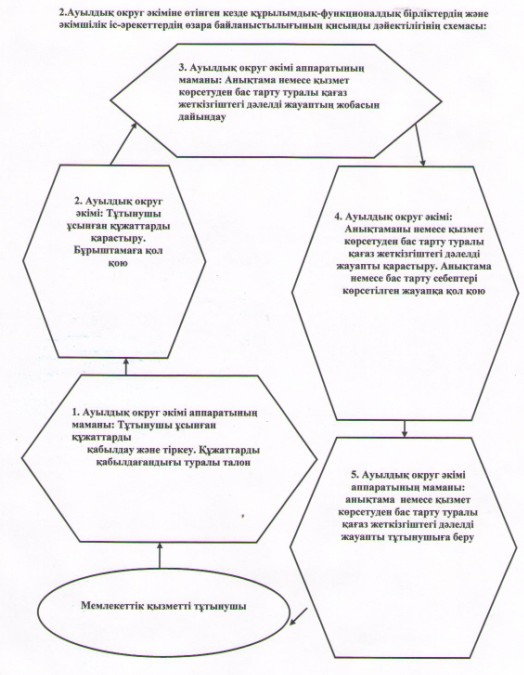 2.Ауылдық округ әкіміне өтінген кезде құрылымдық-функционалдық бірліктердің және
әкімшілік іс-әрекеттердің өзара байланыстылығының қисынды дәйектілігінің схемасы:
3. Ауылдық округ әкімі аппаратының
маманы: Анықтама немесе қызмет
көрсетуден бас тарту туралы қағаз
жеткізгіштегі дәлелді жауаптың жобасын
дайындау
2. Ауылдық округ
әкімі: Тұтынушы
ұсынған құжаттарды
қарастыру.
Бұрыштамаға қол
қою
4. Ауылдық округ әкімі:
Анықтаманы немесе қызмет
көрсетуден бас тарту туралы
қағаз жеткізгіштегі дәлелді
жауапты қарастыру. Анықтама
немесе бас тарту себептері
көрсетілген жауапқа қол қою
1. Ауылдық округ әкімі аппаратының
маманы: Тұтынушы ұсынған
құжаттарды
қабылдау және тіркеу. Құжаттарды
қабылдағандығы туралы талон
5. Ауылдық округ әкімі
аппаратының маманы:
анықтама немесе қызмет
көрсетуден бас тарту туралы
қағаз жеткізгіштегі дәлелді
жауапты тұтынушыға беру
Мемлекеттік қызметті тұтынушы